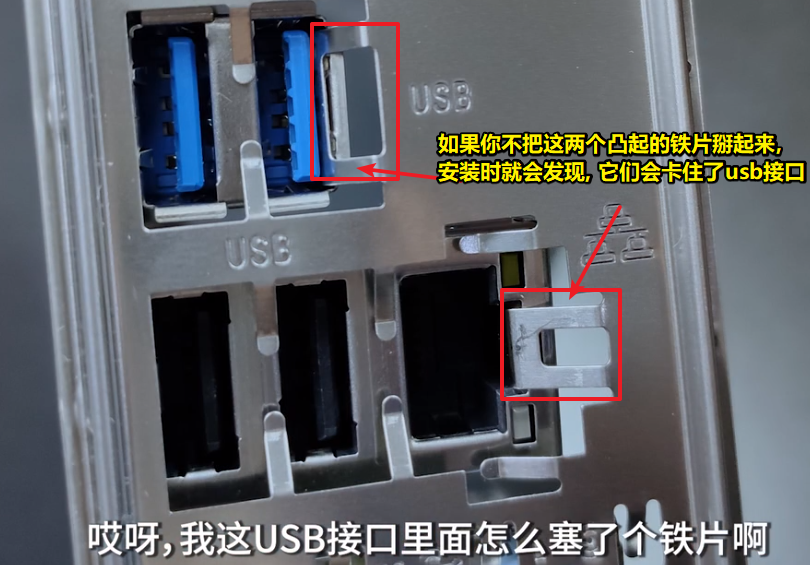 USB
如果你不把这两个凸起的铁片掰起来,
安装时就会发现, 它们会卡住了usb接口
USB
哎呀,我这USB接口里面怎么塞了个铁片啊